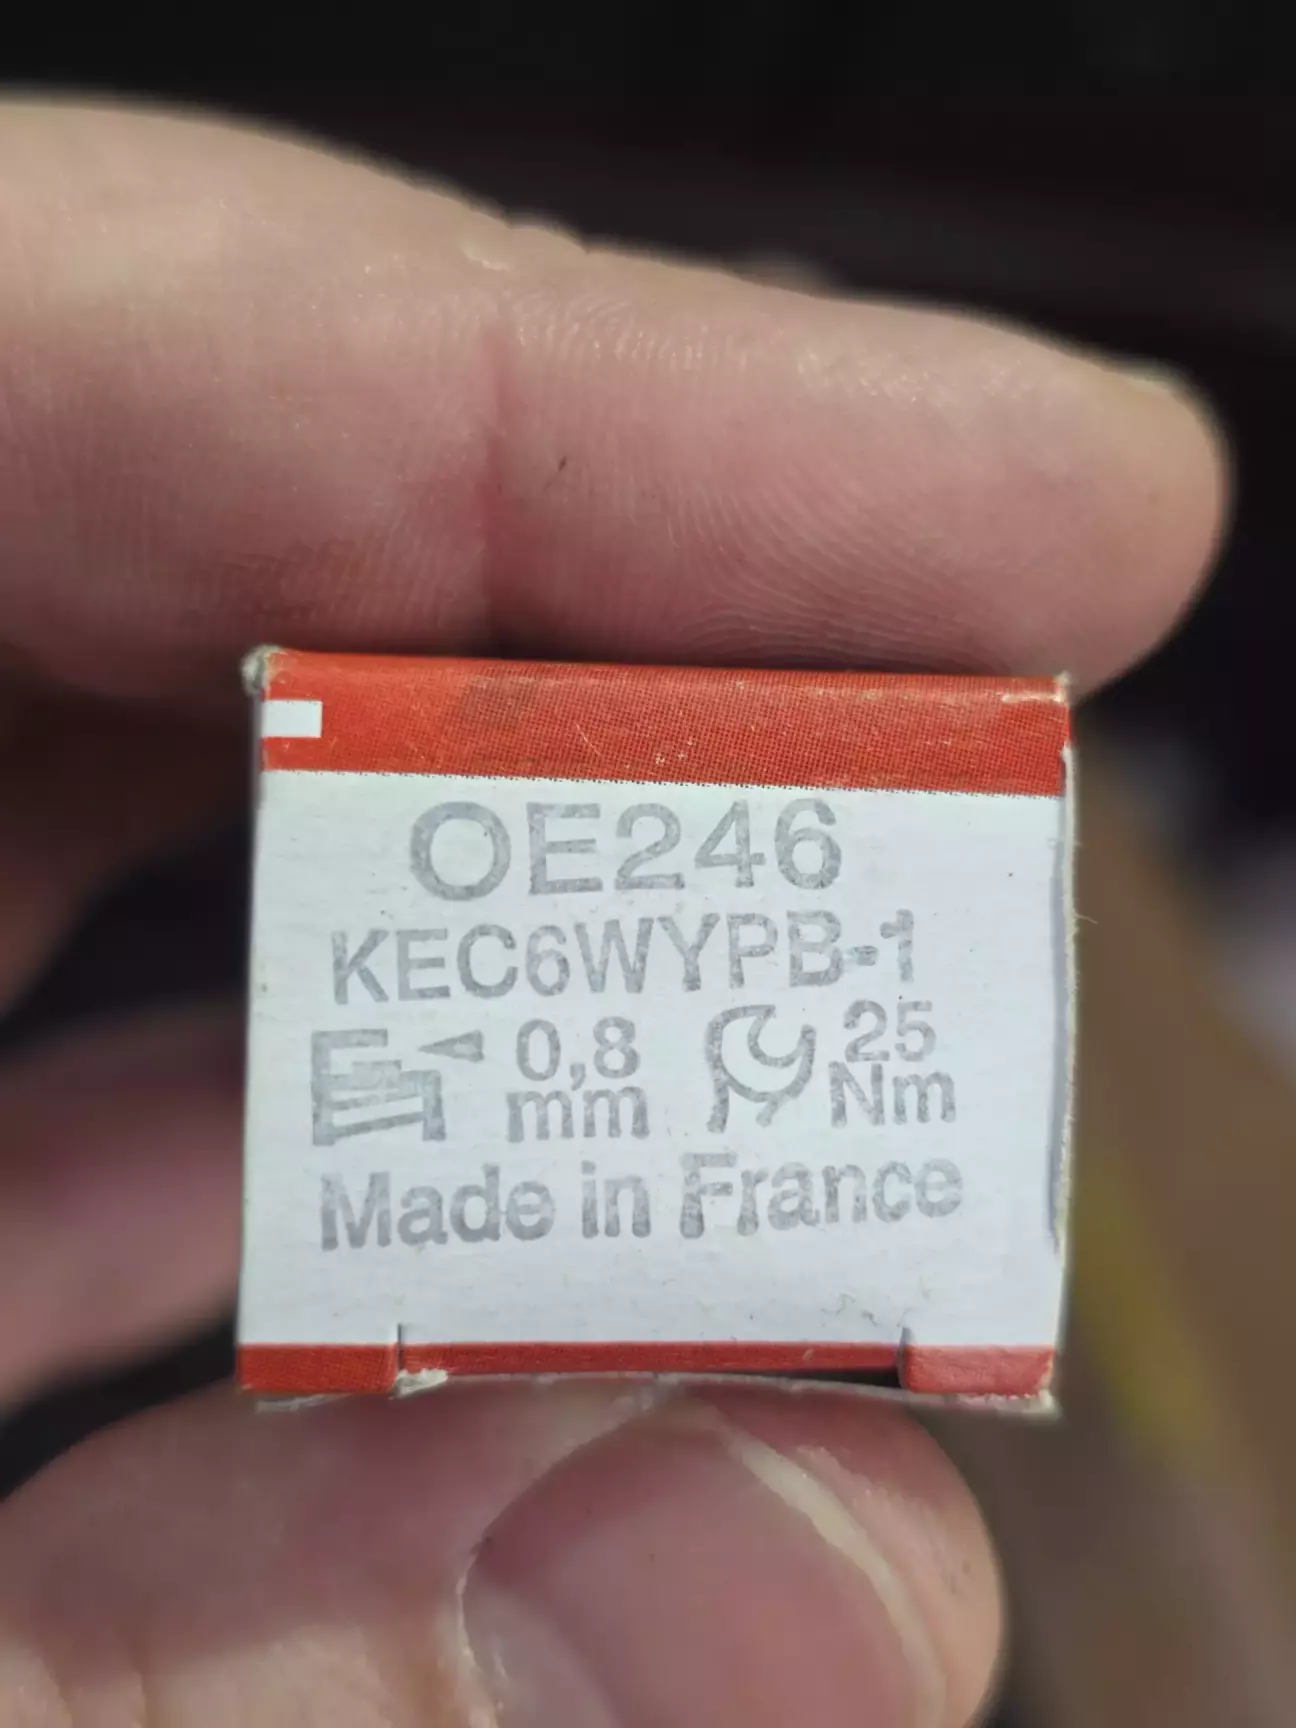 OE246
KEC6WYPB-1
0,8 25
mm Nm
Made in France